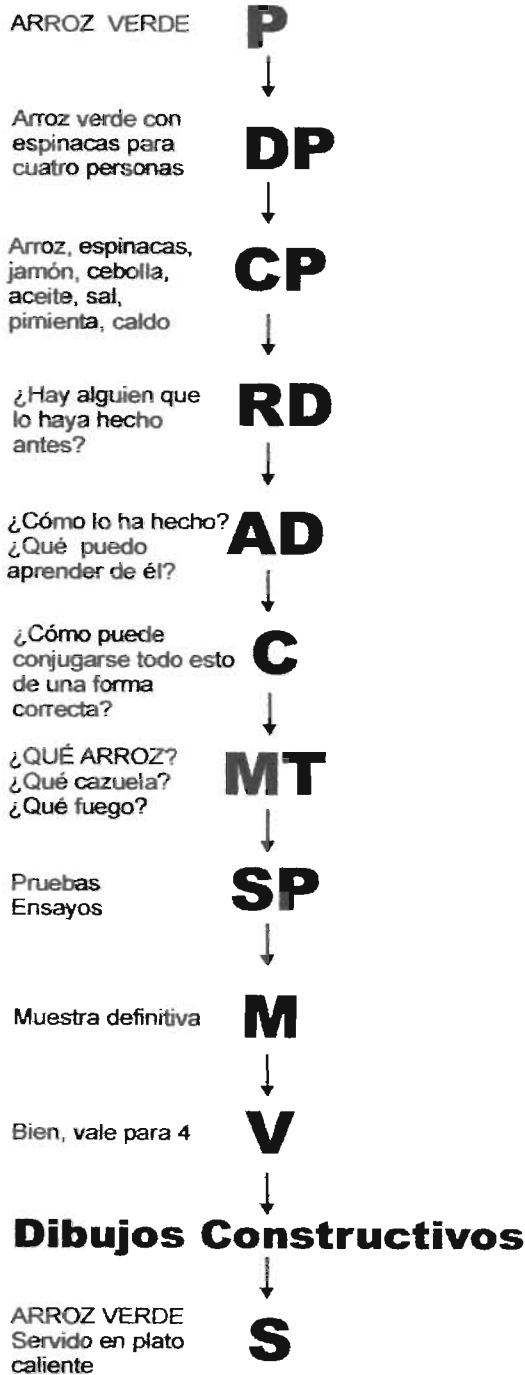 ARROZ VERDE
P
Arroz verde con
espinacas para
cuatro personas
DP
Arroz, espinacas,
jamón, cebolla,
aceite, sal,
pimienta, caldo
CP
¿Hay alguien que
lo haya hecho
antes?
RD
¿Cómo lo ha hecho?
¿Qué puedo
aprender de él?
AD
¿Cómo puede
conjugarse todo esto
de una forma
correcta?
C
¿QUÉ ARROZ?
¿Qué cazuela?
¿Qué fuego?
MT
Pruebas
Ensayos
SP
Muestra definitiva
M
Bien, vale para 4
V
Dibujos Constructivos
ARROZ VERDE
Servido en plato
caliente
S